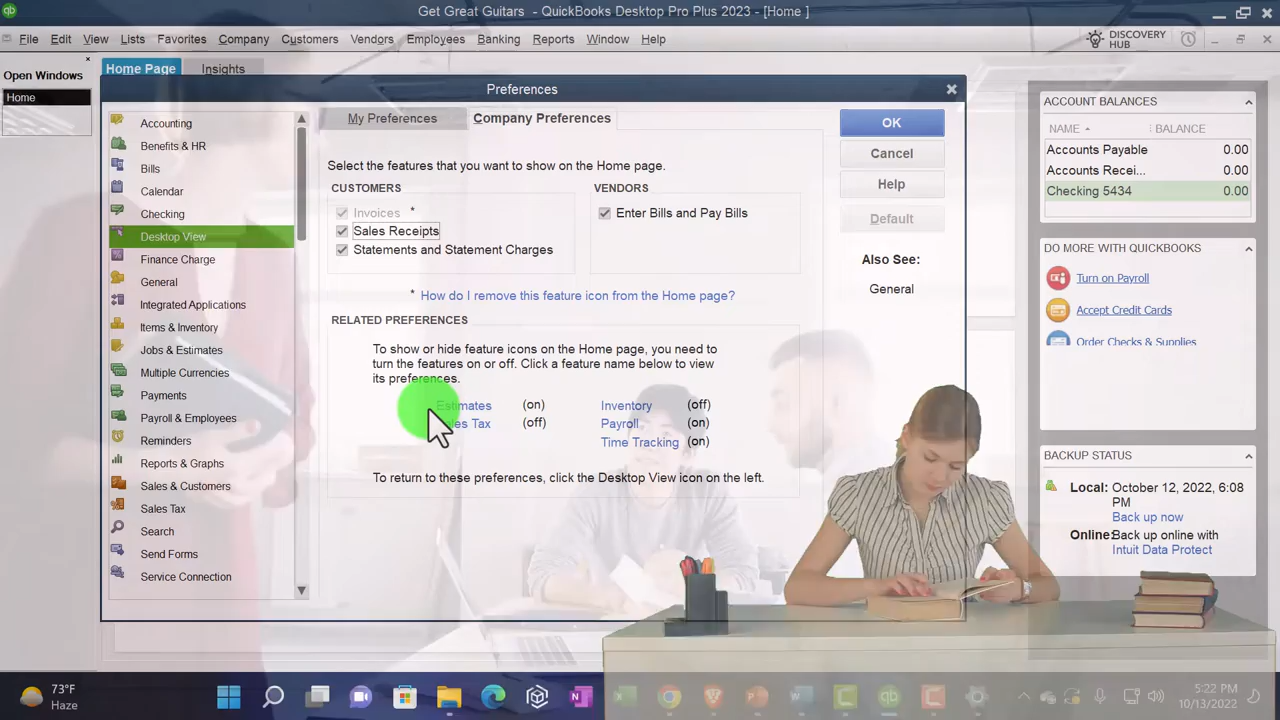 Get Great Guitars - QuickBooks Desktop Pro Plus 2023 - [Home ]
File Edit View Lists Favorites Company Customers Vendors Employees Banking Reports Window Help
DISCOVERY
HUB
Open Windows
Home
Home Page Insights
Preferences
Accounting
Benefits & HR
Bills
Calendar
Checking
Desktop View
Finance Charge
General
Integrated Applications
Items & Inventory
Jobs & Estimates
Multiple Currencies
Payments
Payroll & Employees
Reminders
Reports & Graphs
Sales & Customers
Sales Tax
Search
Send Forms
Service Connection
My Preferences Company Preferences
Select the features that you want to show on the Home page.
CUSTOMERS
Invoices *
Sales Receipts
Statements and Statement Charges
VENDORS
Enter Bills and Pay Bills
* How do I remove this feature icon from the Home page?
RELATED PREFERENCES
To show or hide feature icons on the Home page, you need to
turn the features on or off. Click a feature name below to view
its preferences.
Estimates (on) Inventory (off)
Tax (off) Payroll (on)
Time Tracking (on)
To return to these preferences, click the Desktop View icon on the left.
OK
Cancel
Help
Default
Also See:
General
ACCOUNT BALANCES
NAME BALANCE
Accounts Payable 0.00
Accounts Recei... 0.00
Checking 5434 0.00
DO MORE WITH QUICKBOOKS
Turn on Payroll
Accept Credit Cards
Order Checks & Supplies
BACKUP STATUS
Local: October 12, 2022, 6:08
PM
Back up now
Online: Back up online with
Intuit Data Protect
73°F
Haze
5:22 PM
10/13/2022